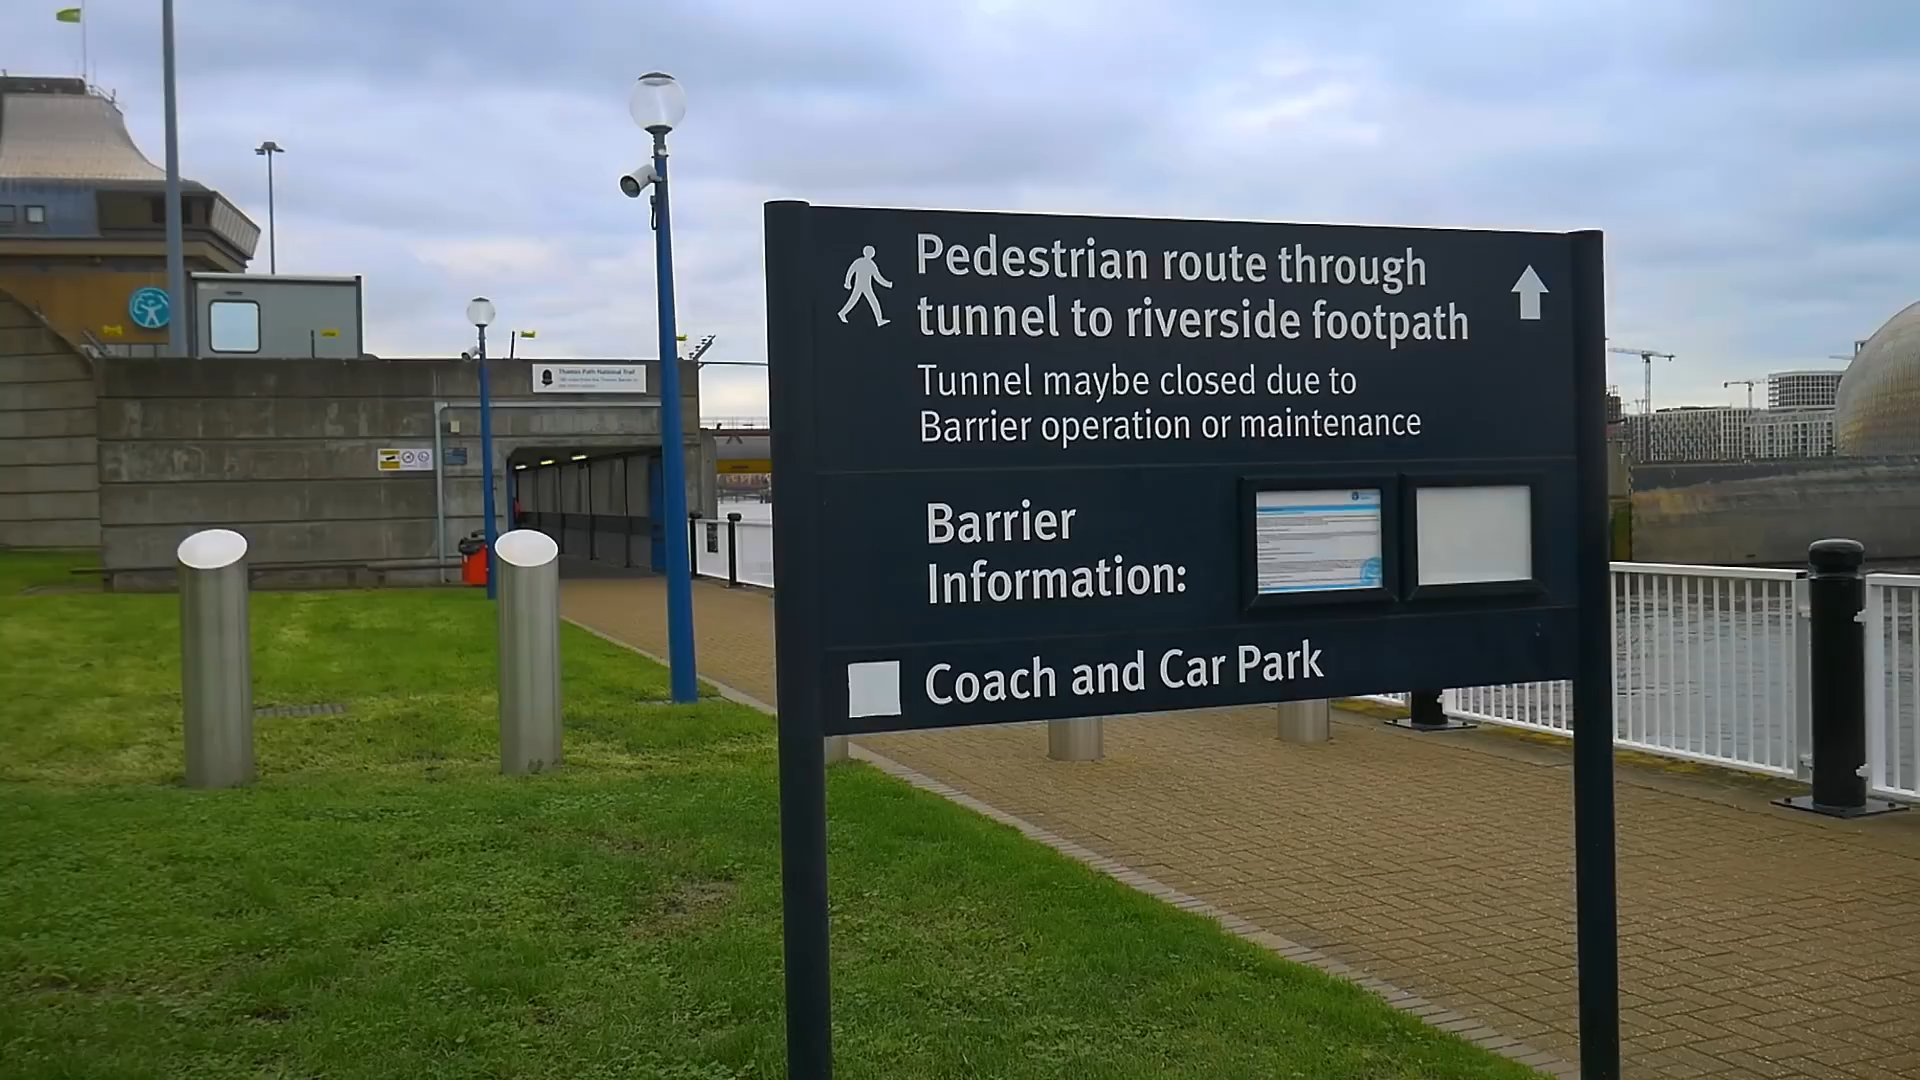 Pedestrian route through
tunnel to riverside footpath
Tunnel maybe closed due to
Barrier operation or maintenance
Barrier
Information:
Coach and Car Park
Thames Path National Trail